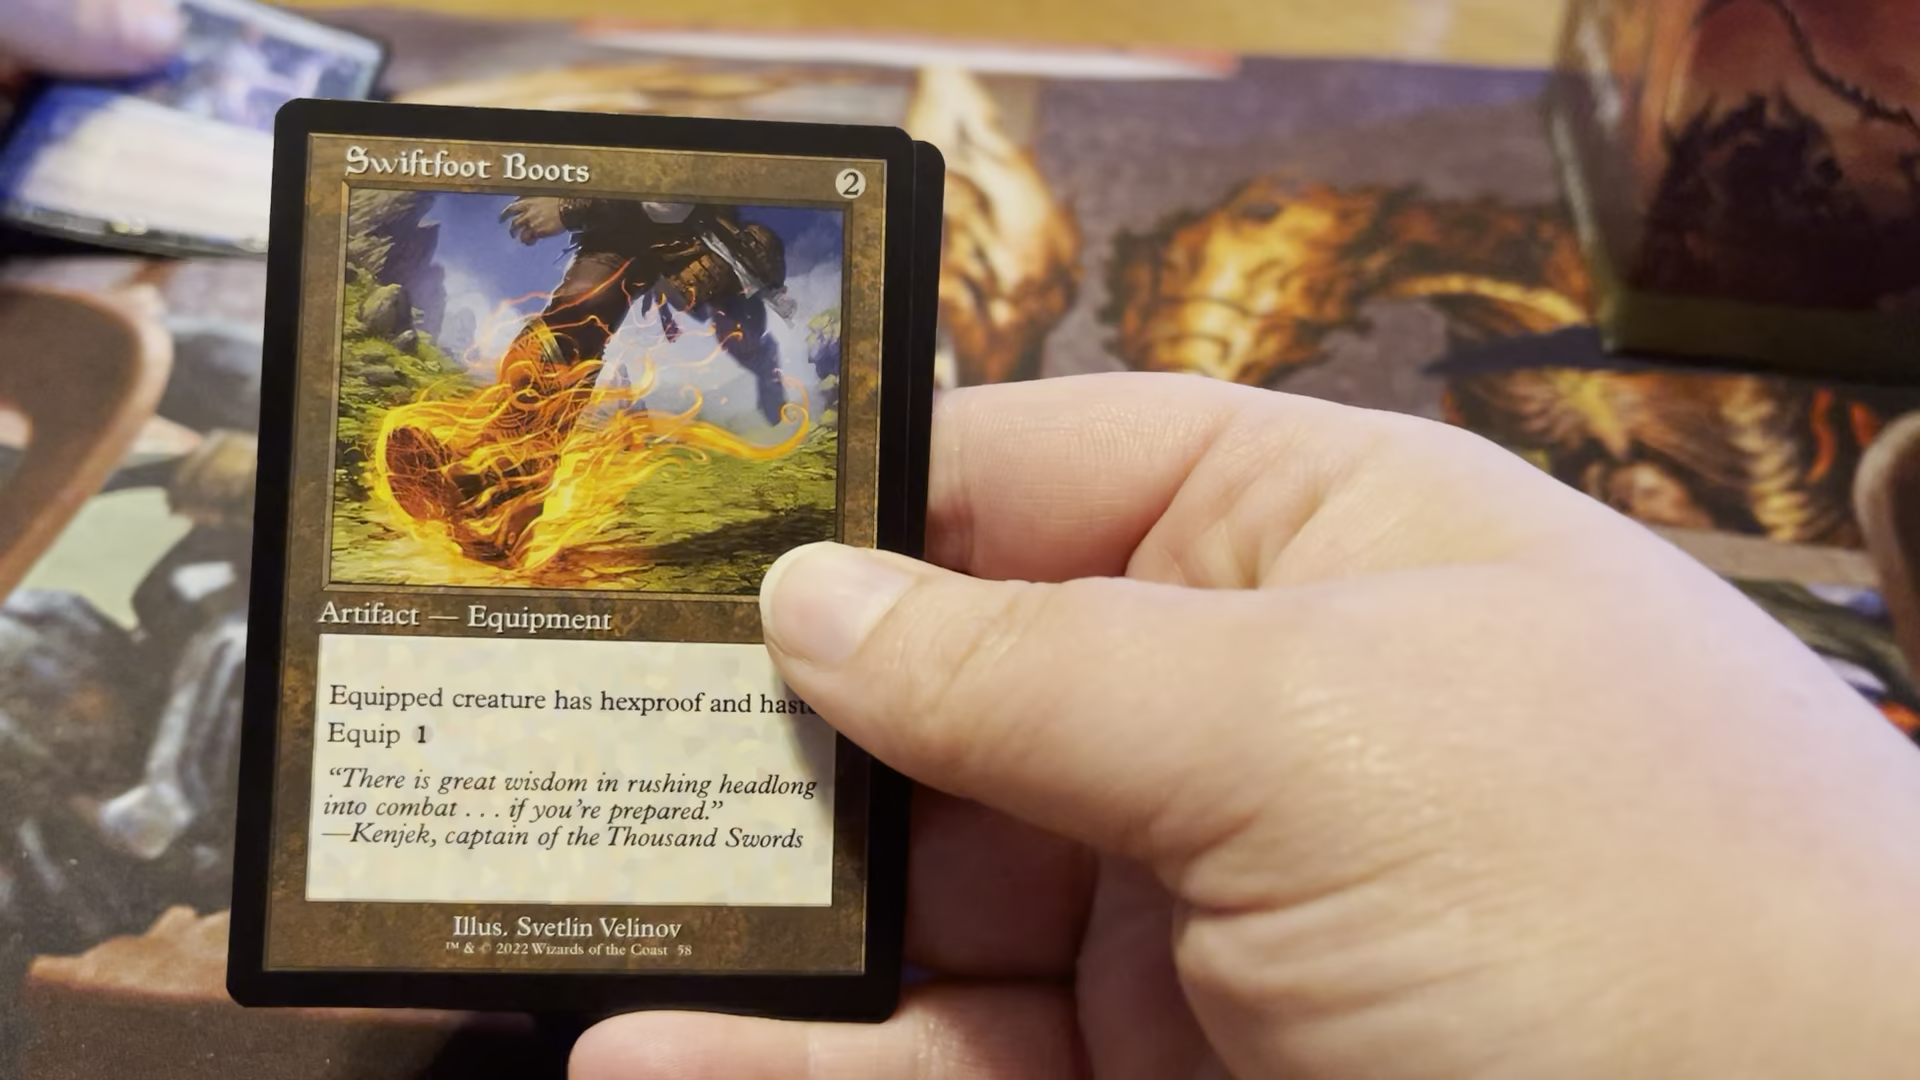 Swiftfoot Boots
2
Artifact — Equipment
Equipped creature has hexproof and haste
Equip 1
“There is great wisdom in rushing headlong
into combat . . . if you’re prepared.”
—Kenjek, captain of the Thousand Swords
Illus. Svetlin Velinov
™ & © 2022 Wizards of the Coast 58